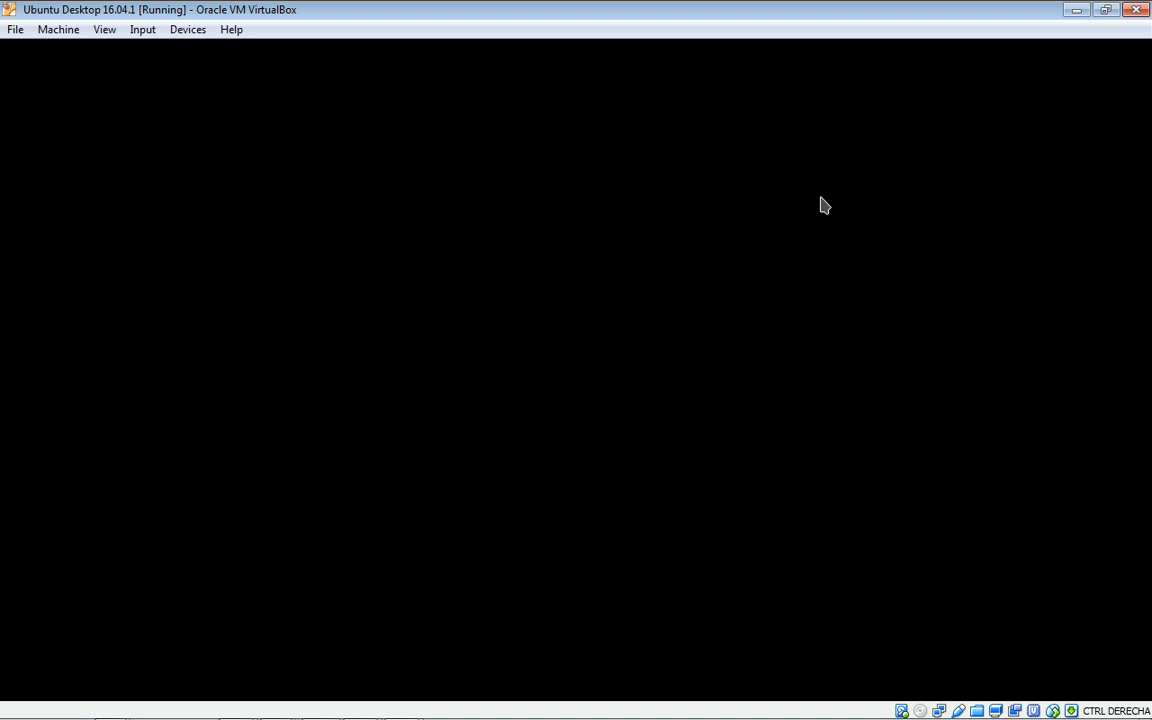 Ubuntu Desktop 16.04.1 [Running] - Oracle VM VirtualBox
File Machine View Input Devices Help
CTRL DERECHA